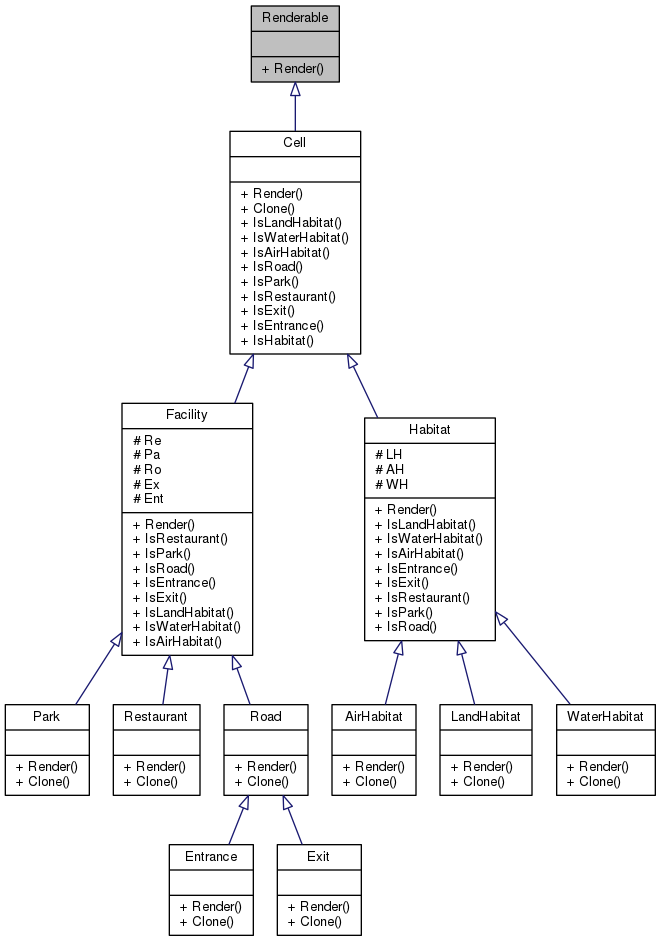 Renderable
+ Render()
Cell
+ Render()
+ Clone()
+ IsLandHabitat()
+ IsWaterHabitat()
+ IsAirHabitat()
+ IsRoad()
+ IsPark()
+ IsRestaurant()
+ IsExit()
+ IsEntrance()
+ IsHabitat()
Facility
# Re
# Pa
# Ro
# Ex
# Ent
+ Render()
+ IsRestaurant()
+ IsPark()
+ IsRoad()
+ IsEntrance()
+ IsExit()
+ IsLandHabitat()
+ IsWaterHabitat()
+ IsAirHabitat()
Habitat
# LH
# AH
# WH
+ Render()
+ IsLandHabitat()
+ IsWaterHabitat()
+ IsAirHabitat()
+ IsEntrance()
+ IsExit()
+ IsRestaurant()
+ IsPark()
+ IsRoad()
Park
+ Render()
+ Clone()
Restaurant
+ Render()
+ Clone()
Road
+ Render()
+ Clone()
AirHabitat
+ Render()
+ Clone()
LandHabitat
+ Render()
+ Clone()
WaterHabitat
+ Render()
+ Clone()
Entrance
+ Render()
+ Clone()
Exit
+ Render()
+ Clone()